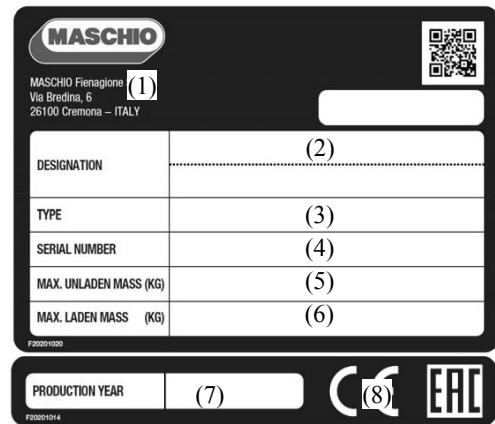 MASCHIO
MASCHIO Fienagione (1)
Via Bredina, 6
26100 Cremona – ITALY
DESIGNATION (2)
TYPE (3)
SERIAL NUMBER (4)
MAX. UNLADEN MASS (KG) (5)
MAX. LADEN MASS (KG) (6)
F20201020
PRODUCTION YEAR (7) CE (8) EAC
F20201014